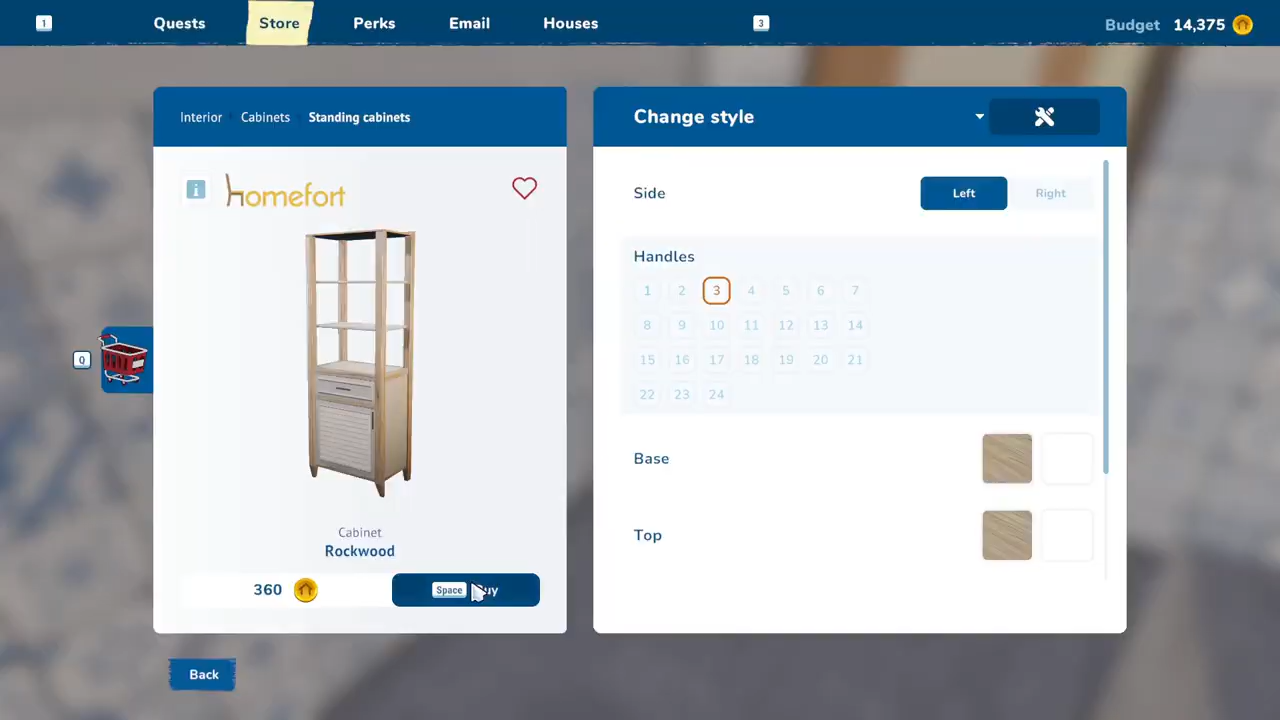 1
Quests
Store
Perks
Email
Houses
3
Budget 14,375
Interior Cabinets Standing cabinets
i
homefort
Cabinet
Rockwood
360
Space
Q
Back
Change style
Side
Left
Right
Handles
1 2 3 4 5 6 7
8 9 10 11 12 13 14
15 16 17 18 19 20 21
22 23 24
Base
Top